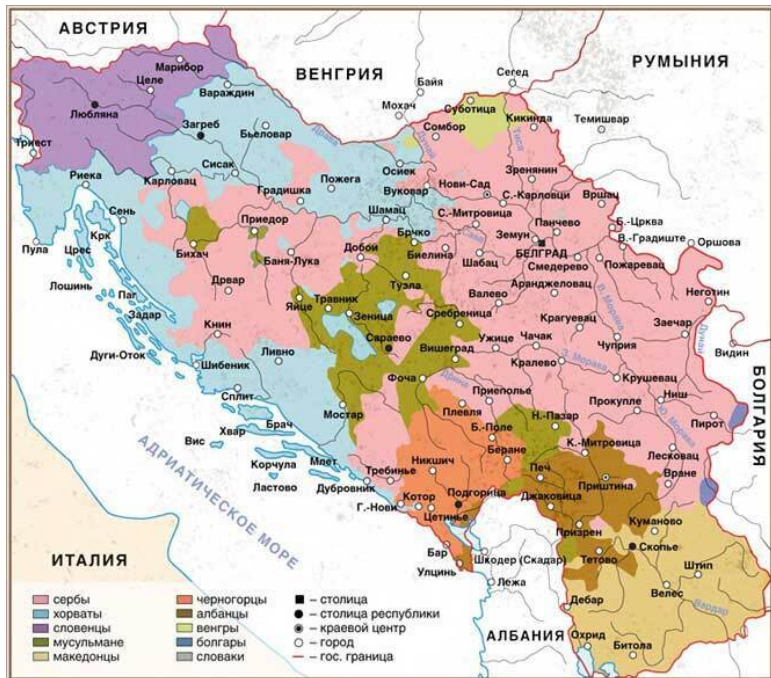 АВСТРИЯ
ВЕНГРИЯ
РУМЫНИЯ
Марибор
Целе
Вараждин
Байя
Сегед
Любляна
Загреб
Бьеловар
Драва
Мохач
Суботица
Сомбор
Дунай
Кикинда
Тиса
Темишвар
Триест
Риека
Карловац
Сисак
Градишка
Пожега
Осиек
Вуковар
Нови-Сад
Зренянин
С.-Карловци
Вршац
Сень
Крк
Пула
Црес
Приедор
Шамац
С.-Митровица
Панчево
Б.-Црква
Бихач
Баня-Лука
Добой
Брчко
Биелина
Сава
Земун
БЕЛГРАД
В.-Градиште
Оршова
Шабац
Смедерево
Пожаревац
Лошинь
Паг
Дрвар
Тузла
Валево
Аранджеловац
Неготин
Задар
Яйце
Травник
Зеница
Сребреница
В. Морава
Книн
Сараево
Крагуевац
Заечар
Дуги-Оток
Шибеник
Ливно
Вишеград
Ужице
Чачак
Чуприя
Дунай
Видин
Кралево
З. Морава
Фоча
Дрина
Крушевац
Сплит
Приеполье
Ниш
БОЛГАРИЯ
Мостар
Плевля
Прокупле
Брач
Б.-Поле
Н.-Пазар
Ю. Морава
Пирот
Хвар
Вис
АДРИАТИЧЕСКОЕ МОРЕ
Никшич
Беране
К.-Митровица
Лесковац
Корчула
Млет
Требинье
Печ
Приштина
Вране
Ластово
Дубровник
Котор
Подгорица
Джаковица
Г.-Нови
Цетинье
Призрен
Куманово
ИТАЛИЯ
Бар
Шкодер (Скадар)
Тетово
Скопье
Штип
Улцинь
Лежа
Дебар
Велес
Вардар
АЛБАНИЯ
Охрид
Битола
сербы
хорваты
словенцы
мусульмане
македонцы
черногорцы
албанцы
венгры
болгары
словаки
– столица
– столица республики
– краевой центр
– город
– гос. граница